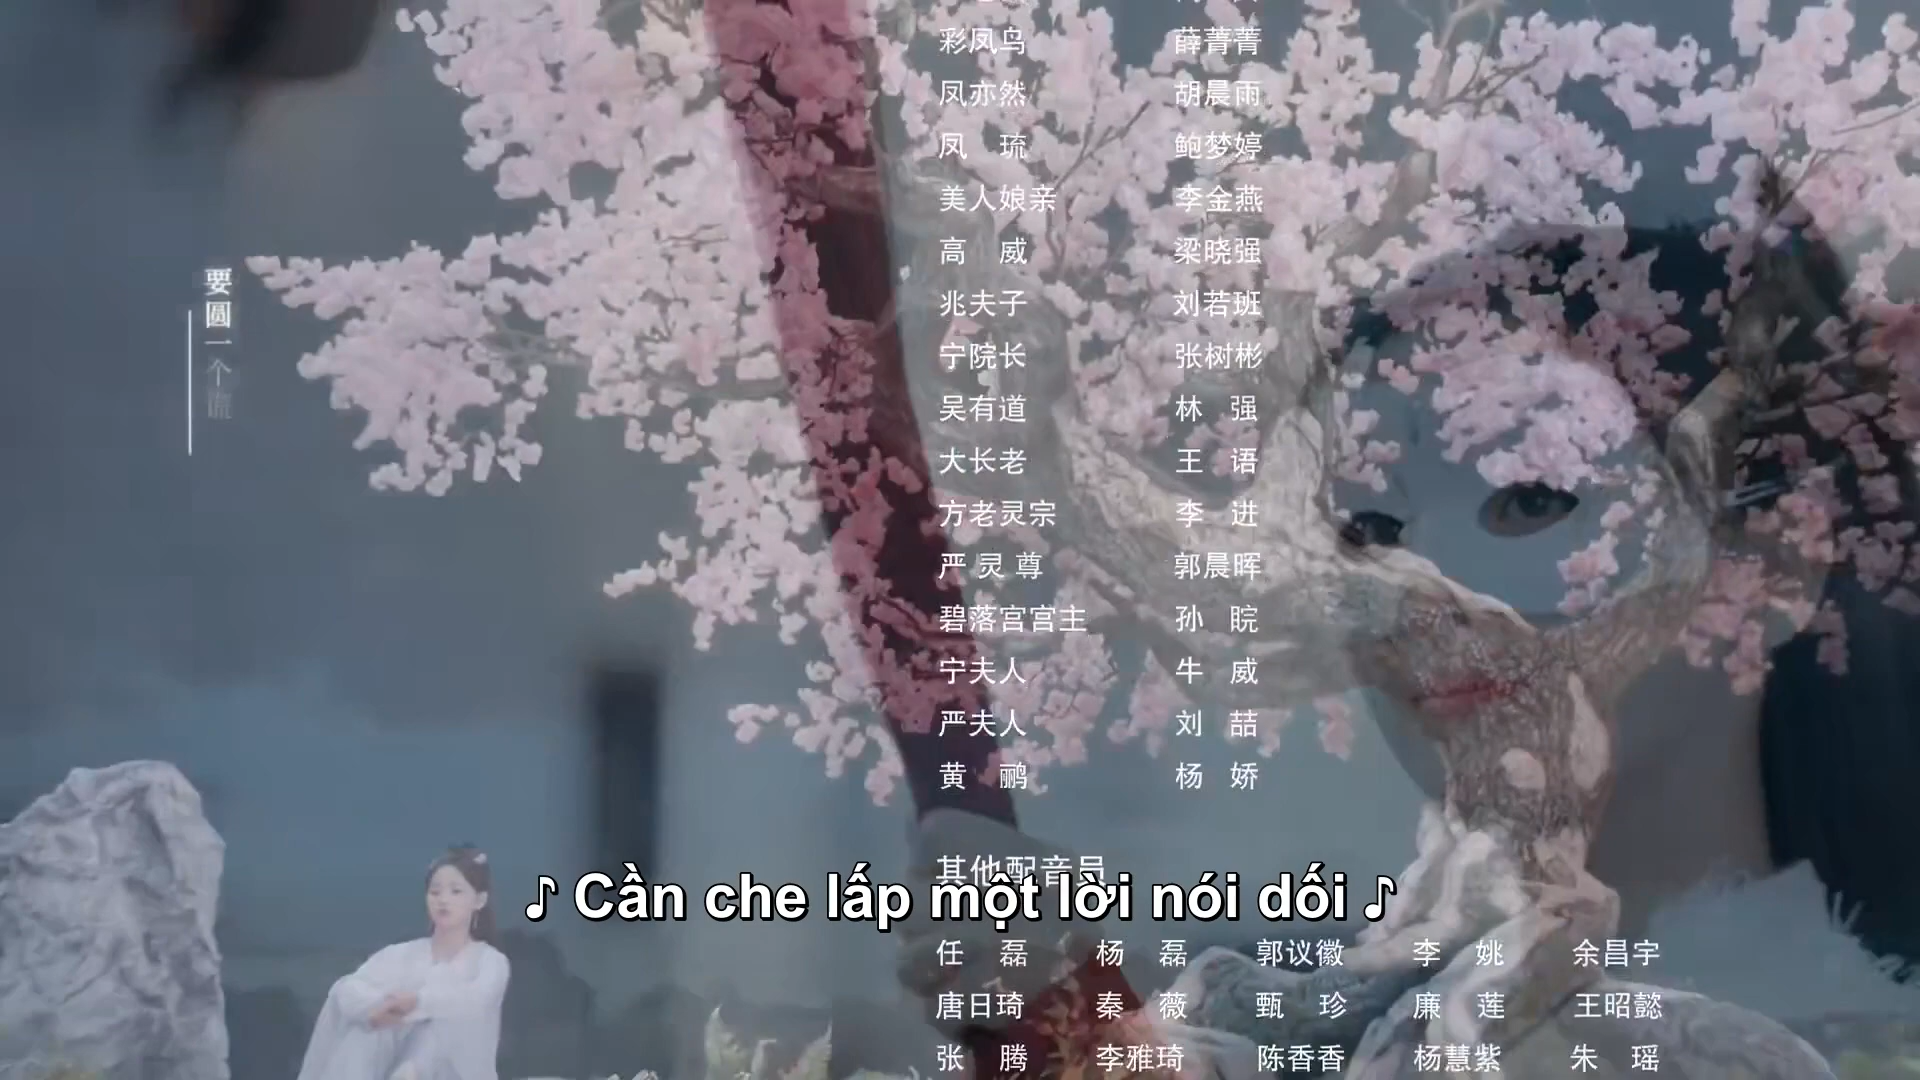 彩凤鸟 薛菁菁
凤亦然 胡晨雨
凤 琉 鲍梦婷
美人娘亲 李金燕
高 威 梁晓强
兆夫子 刘若班
宁院长 张树彬
吴有道 林 强
大长老 王 语
方老灵宗 李 进
严灵尊 郭晨晖
碧落宫宫主 孙 睆
宁夫人 牛 威
严夫人 刘 喆
黄 鹂 杨 娇
要圆一个谎
其他配音员
♪ Cần che lấp một lời nói dối ♪
任 磊 杨 磊 郭议徽 李 姚 余昌宇
唐日琦 秦 薇 甄 珍 廉 莲 王昭懿
张 腾 李雅琦 陈香香 杨慧紫 朱 瑶